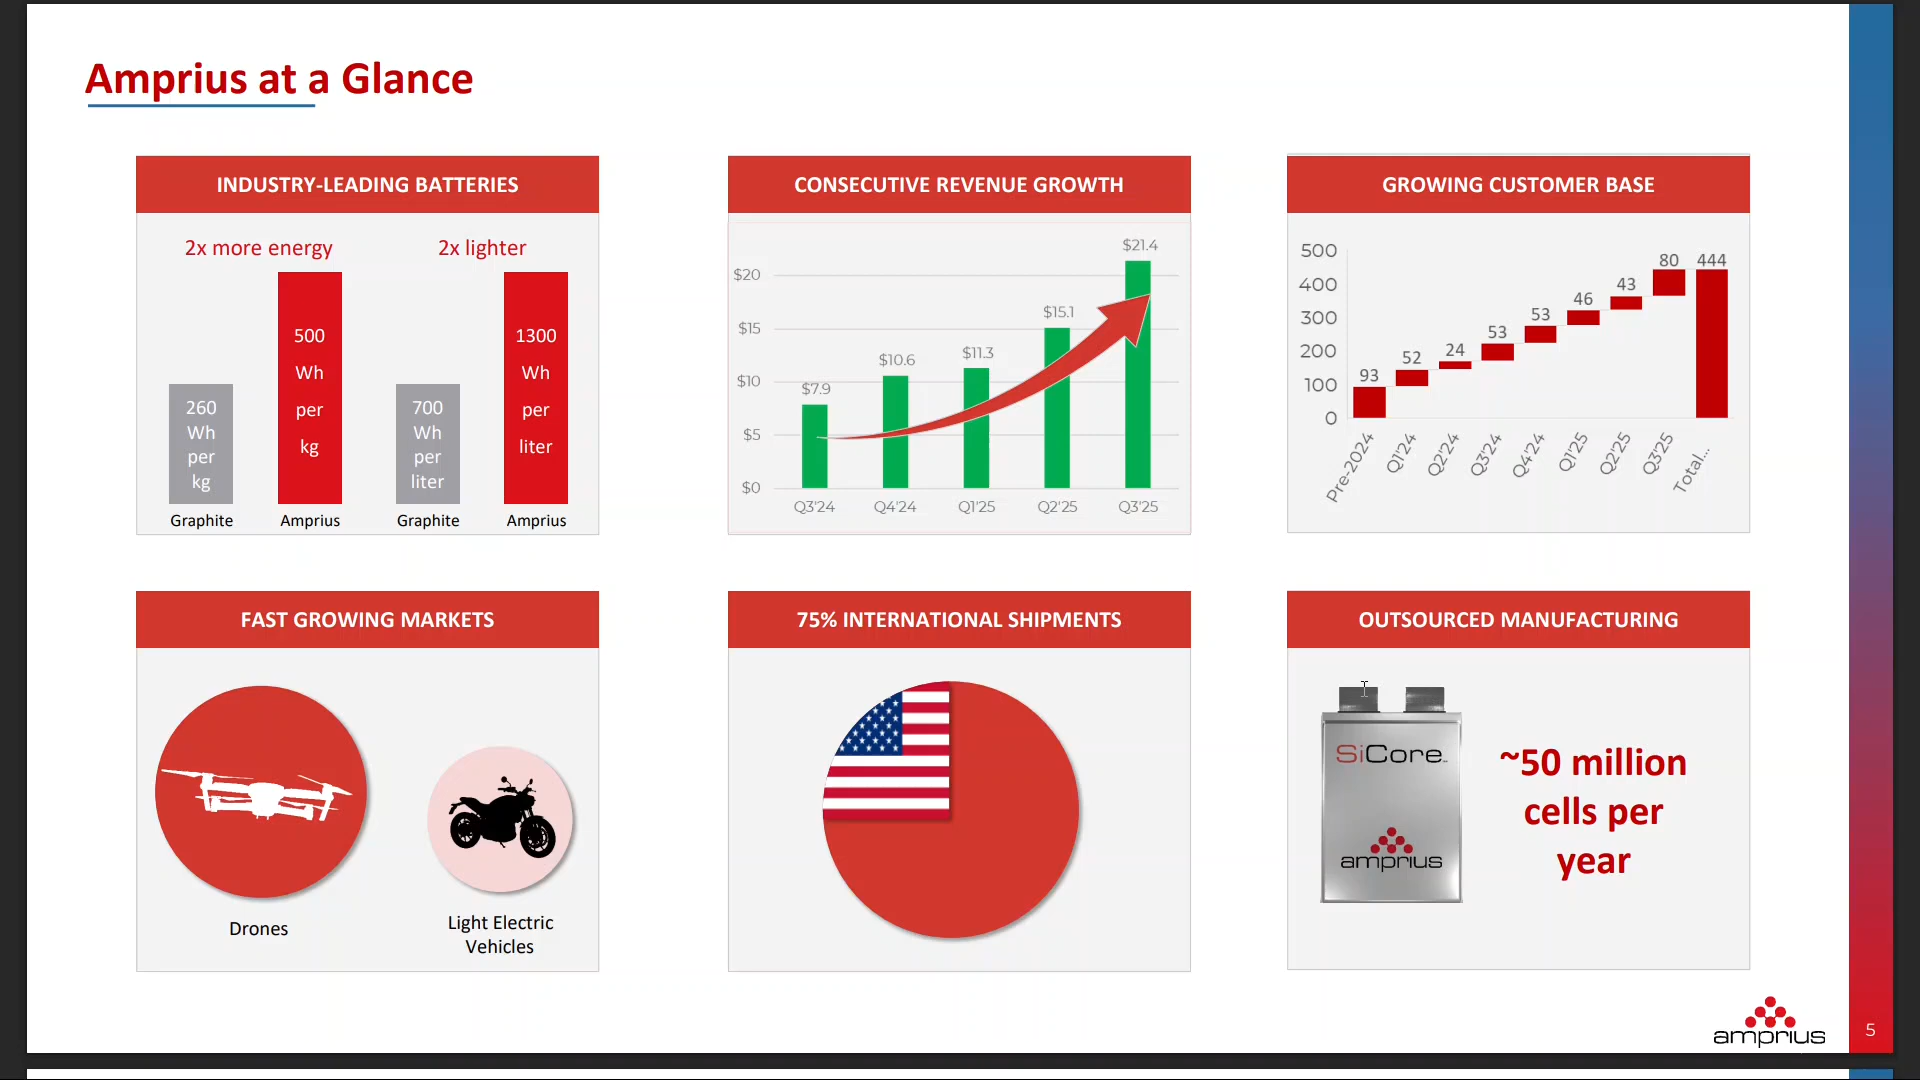 Amprius at a Glance
INDUSTRY-LEADING BATTERIES
2x more energy
2x lighter
260
Wh
per
kg
500
Wh
per
kg
700
Wh
per
liter
1300
Wh
per
liter
Graphite
Amprius
Graphite
Amprius
CONSECUTIVE REVENUE GROWTH
$20
$15
$10
$5
$0
$7.9
$10.6
$11.3
$15.1
$21.4
Q3'24
Q4'24
Q1'25
Q2'25
Q3'25
GROWING CUSTOMER BASE
500
400
300
200
100
0
93
52
24
53
53
46
43
80
444
Pre-2024
Q1'24
Q2'24
Q3'24
Q4'24
Q1'25
Q2'25
Q3'25
Total...
FAST GROWING MARKETS
Drones
Light Electric
Vehicles
75% INTERNATIONAL SHIPMENTS
OUTSOURCED MANUFACTURING
SiCore
amprius
~50 million
cells per
year
amprius
5